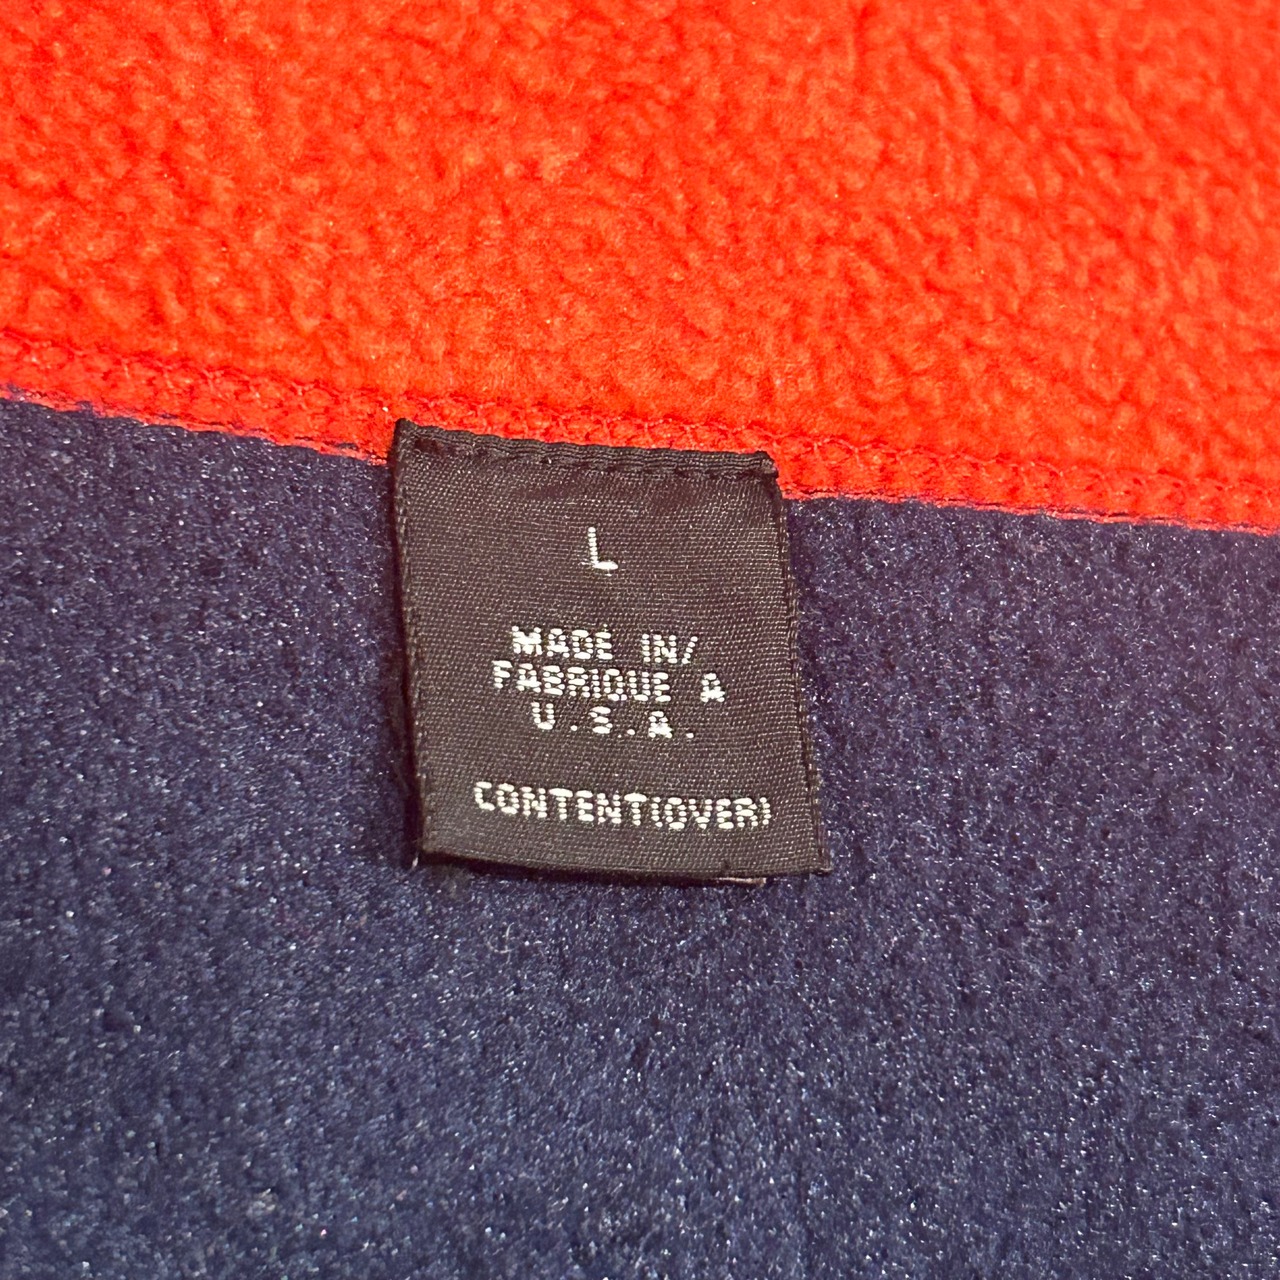 L
MADE IN/
FABRIQUE A
U.S.A.
CONTENT(OVER)